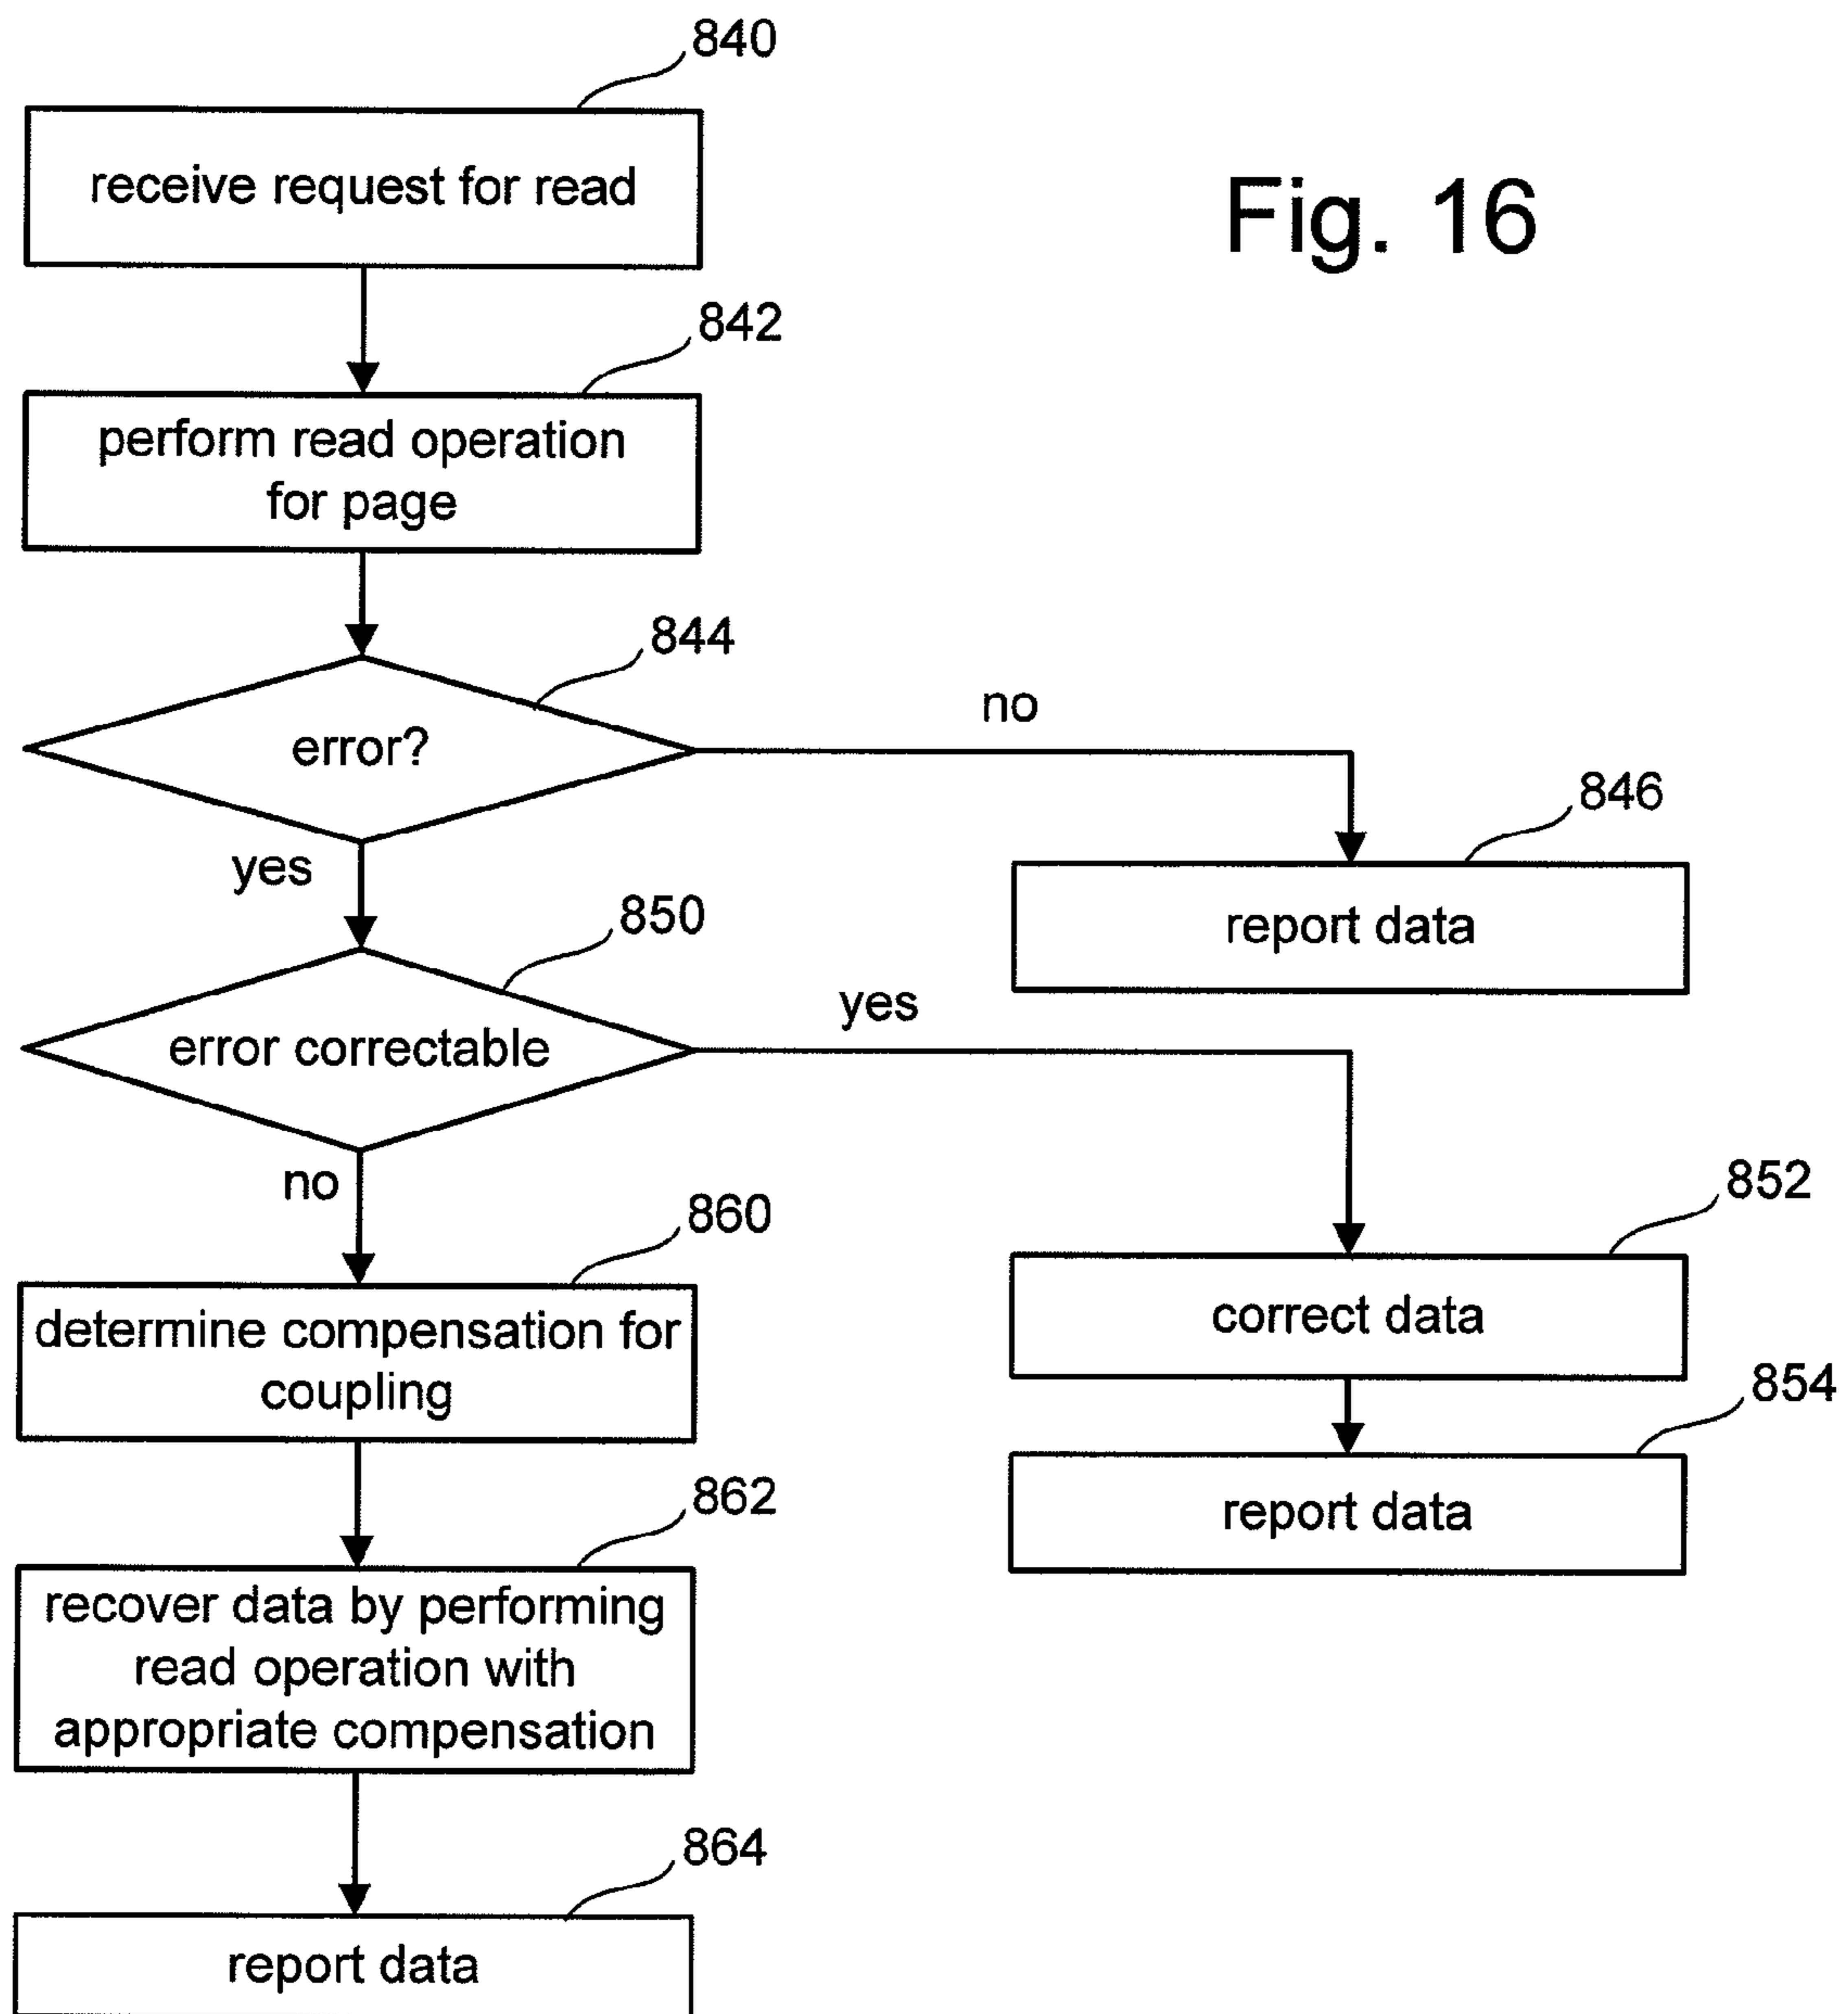 840
receive request for read
Fig. 16
842
perform read operation
for page
844
error?
no
846
report data
yes
850
error correctable
yes
852
correct data
854
report data
no
860
determine compensation for
coupling
862
recover data by performing
read operation with
appropriate compensation
864
report data